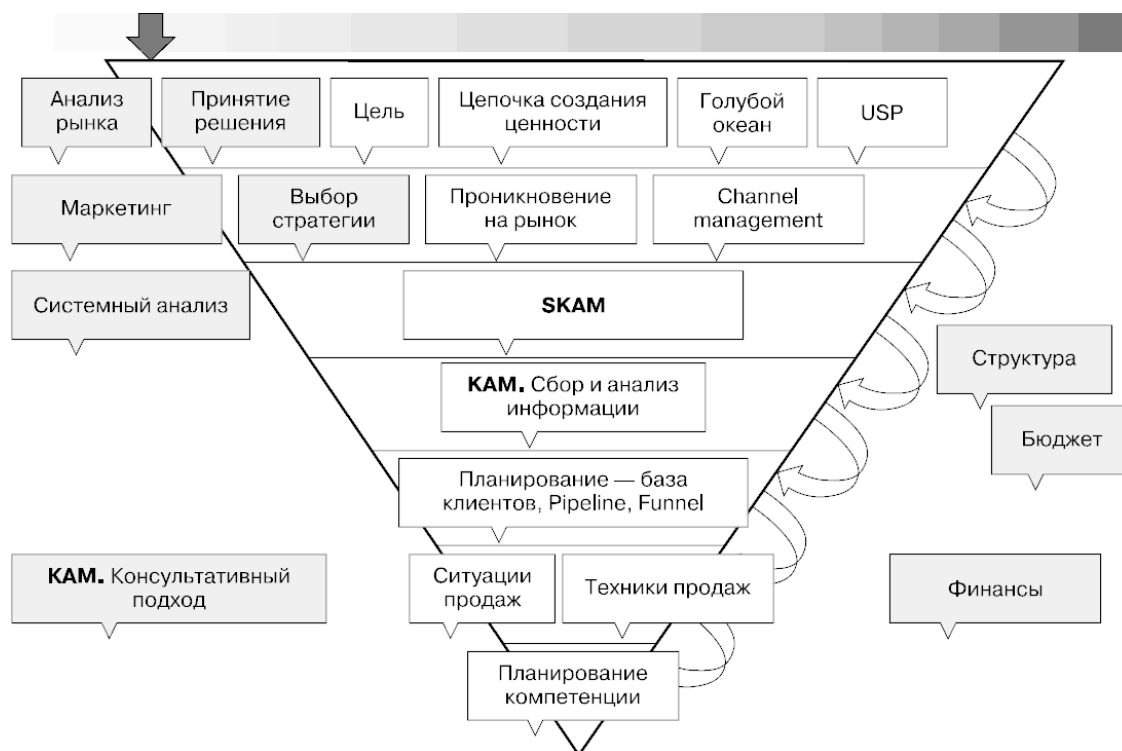 Анализ
рынка
Принятие
решения
Цель
Цепочка создания
ценности
Голубой
океан
USP
Маркетинг
Выбор
стратегии
Проникновение
на рынок
Channel
management
Системный анализ
SKAM
Структура
KAM. Сбор и анализ
информации
Бюджет
Планирование — база
клиентов, Pipeline, Funnel
KAM. Консультативный
подход
Ситуации
продаж
Техники продаж
Финансы
Планирование
компетенции